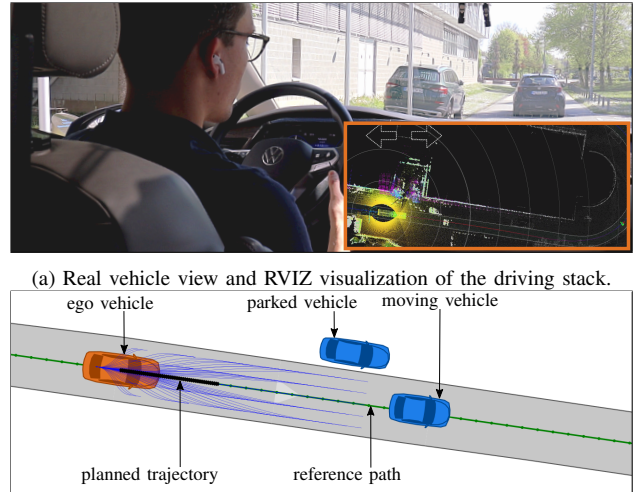 (a) Real vehicle view and RVIZ visualization of the driving stack.
ego vehicle
parked vehicle
moving vehicle
planned trajectory
reference path